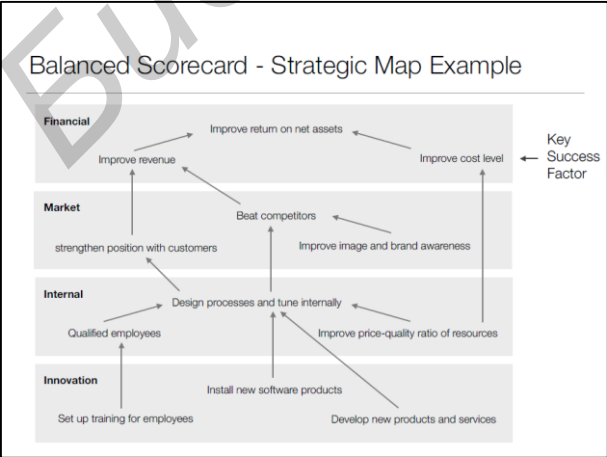 Balanced Scorecard - Strategic Map Example
Financial
Improve return on net assets
Improve revenue
Improve cost level
Key
Success
Factor
Market
Beat competitors
strengthen position with customers
Improve image and brand awareness
Internal
Design processes and tune internally
Qualified employees
Improve price-quality ratio of resources
Innovation
Install new software products
Set up training for employees
Develop new products and services